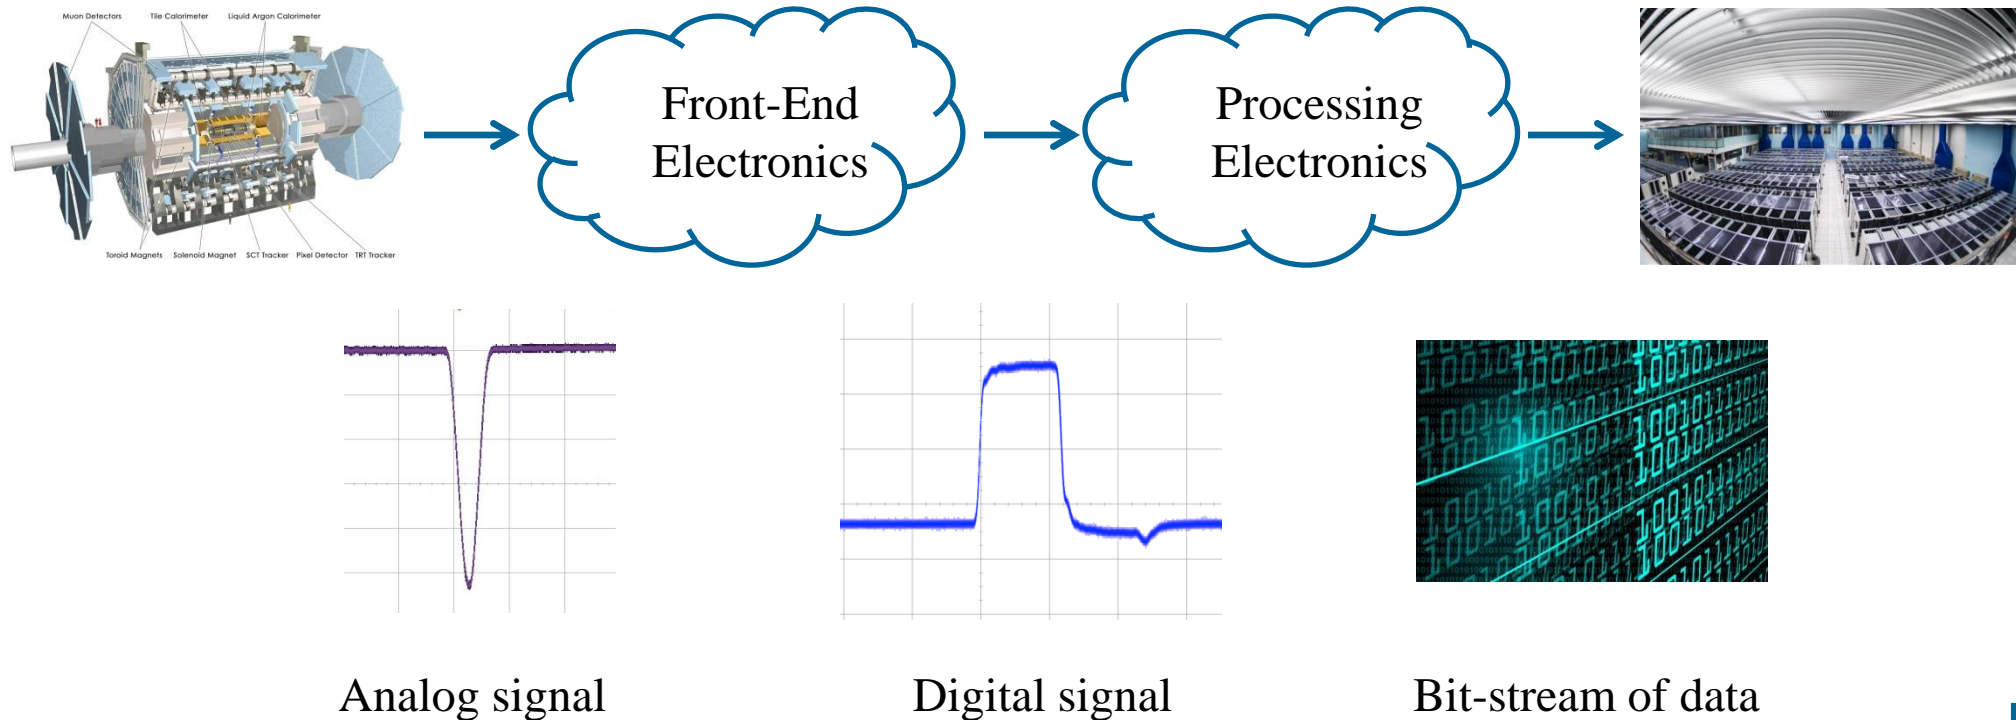 Muon Detectors Tile Calorimeter Liquid Argon Calorimeter
Toroid Magnets Solenoid Magnet SCT Tracker Pixel Detector TRT Tracker
Front-End
Electronics
Processing
Electronics
Analog signal
Digital signal
Bit-stream of data